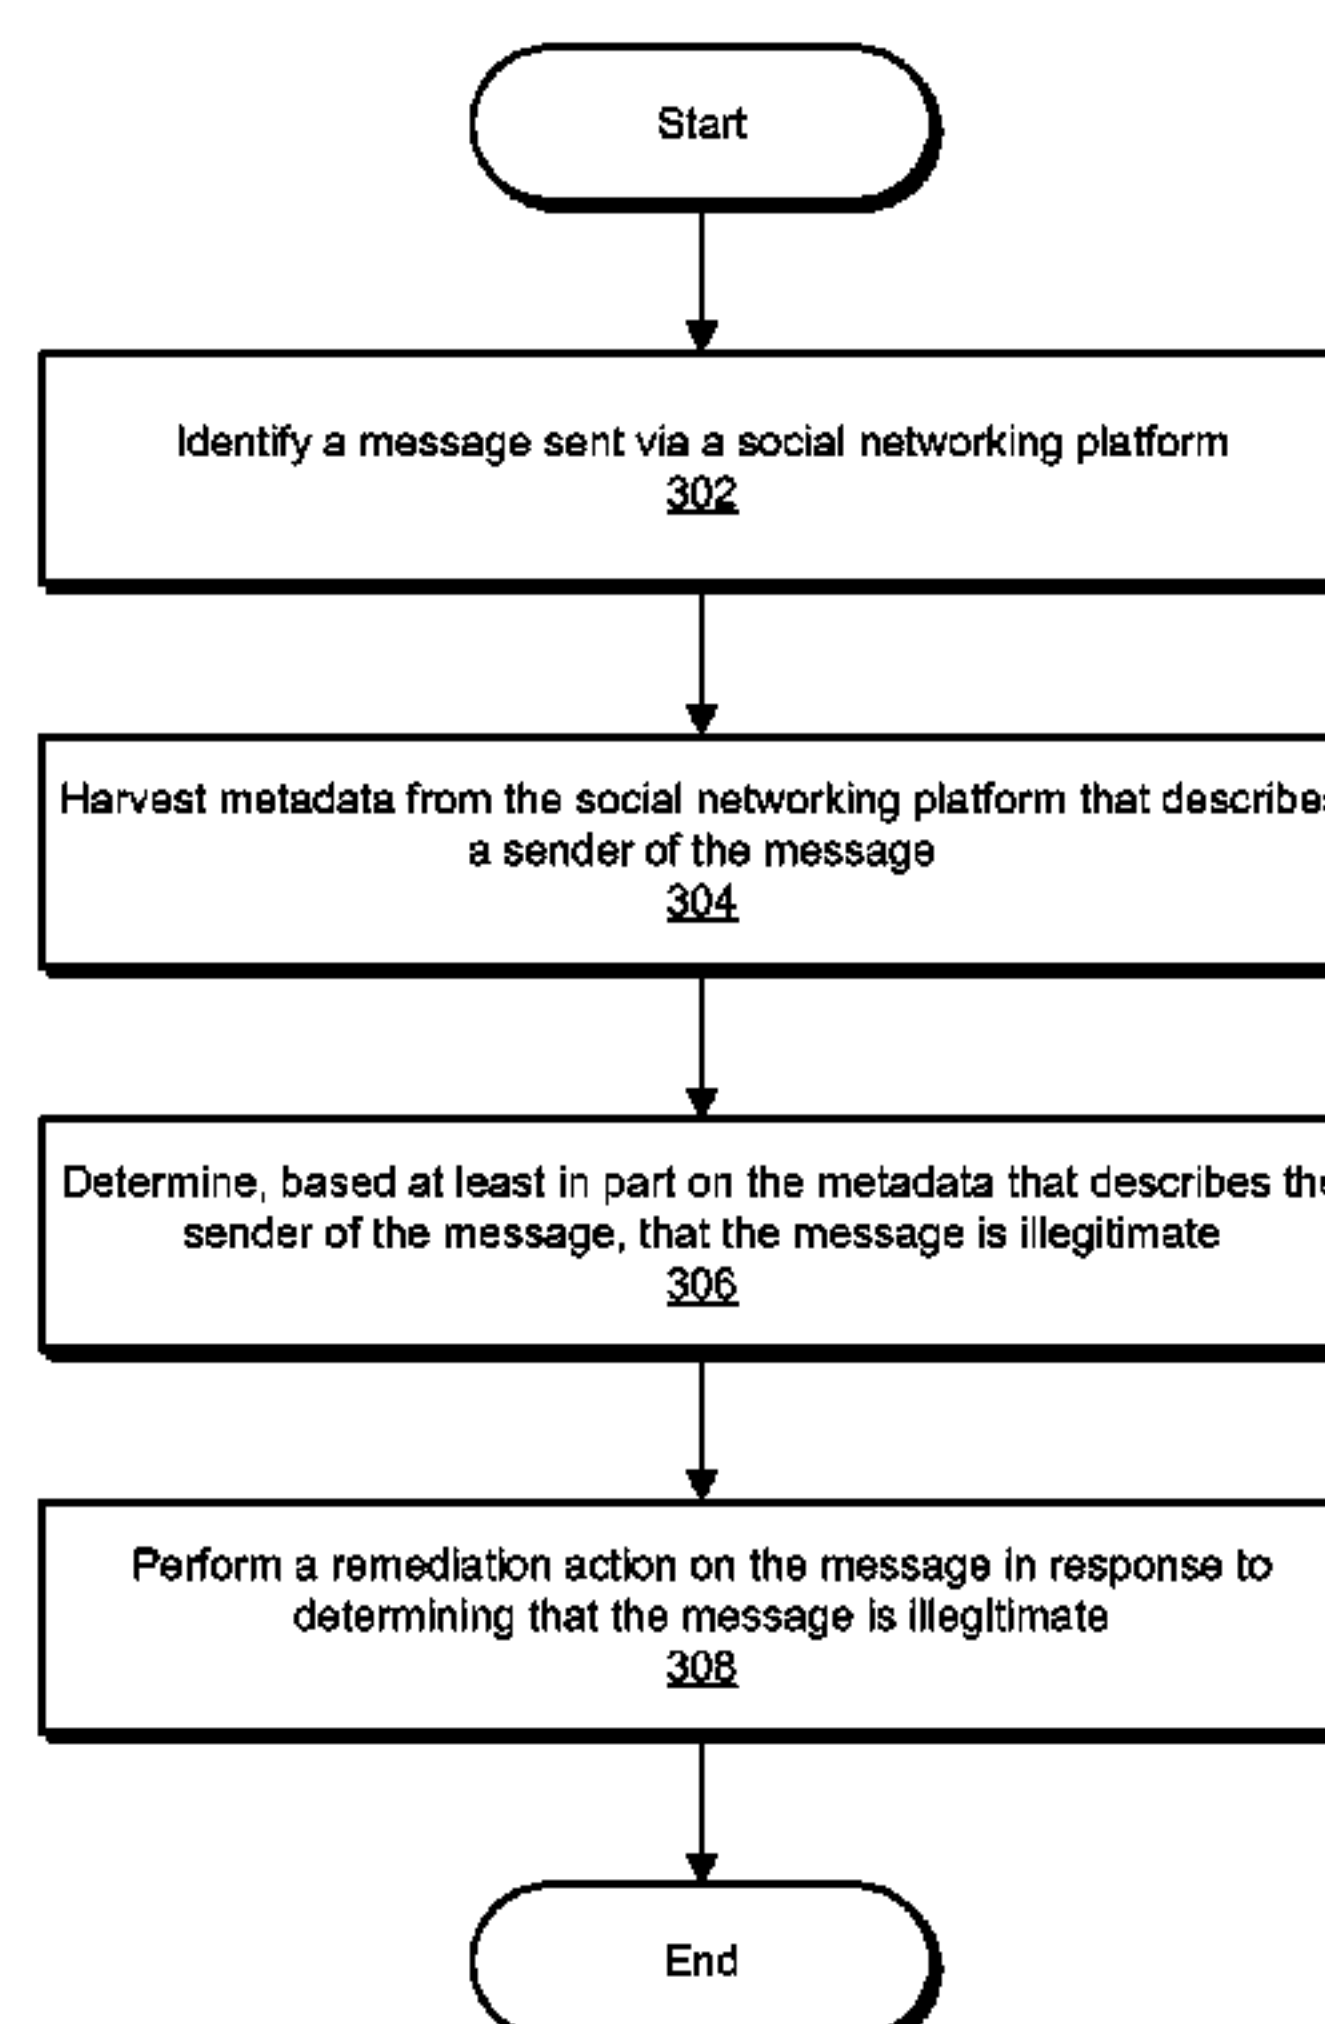 Start
Identify a message sent via a social networking platform
302
Harvest metadata from the social networking platform that describes
a sender of the message
304
Determine, based at least in part on the metadata that describes the
sender of the message, that the message is illegitimate
306
Perform a remediation action on the message in response to
determining that the message is illegitimate
308
End